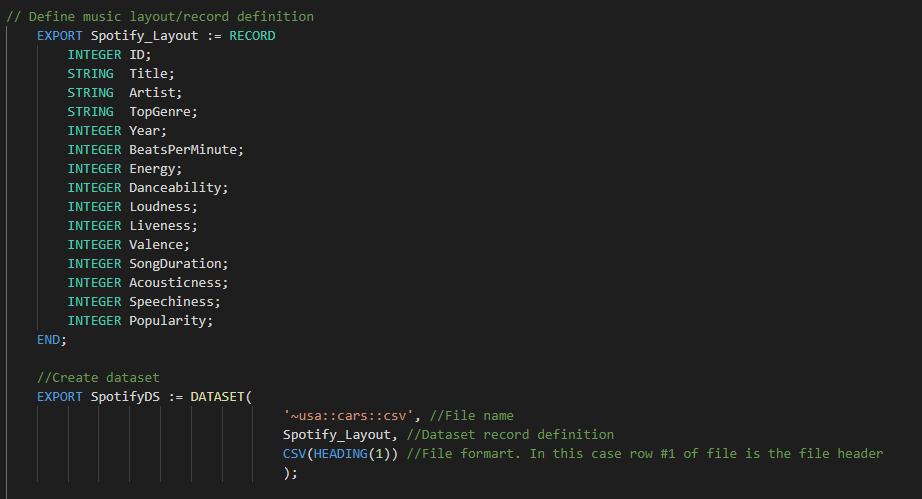 // Define music layout/record definition
EXPORT Spotify_Layout := RECORD
INTEGER ID;
STRING  Title;
STRING  Artist;
STRING  TopGenre;
INTEGER Year;
INTEGER BeatsPerMinute;
INTEGER Energy;
INTEGER Danceability;
INTEGER Loudness;
INTEGER Liveness;
INTEGER Valence;
INTEGER SongDuration;
INTEGER Acousticness;
INTEGER Speechiness;
INTEGER Popularity;
END;
//Create dataset
EXPORT SpotifyDS := DATASET(
'~usa::cars::csv', //File name
Spotify_Layout, //Dataset record definition
CSV(HEADING(1)) //File formart. In this case row #1 of file is the file header
);